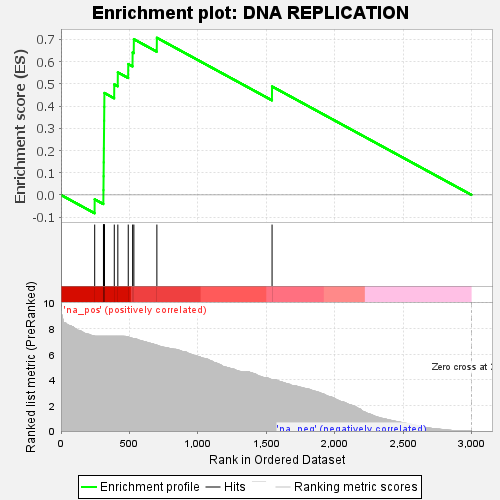 Enrichment plot: DNA REPLICATION
Enrichment score (ES)
0.7
0.6
0.5
0.4
0.3
0.2
0.1
0.0
-0.1
Ranked list metric (PreRanked)
10
8
6
4
2
0
'na_pos' (positively correlated)
Zero cross at
'na_neg' (negatively correlated)
0
500
1,000
1,500
2,000
2,500
3,000
Rank in Ordered Dataset
Enrichment profile
Hits
Ranking metric scores